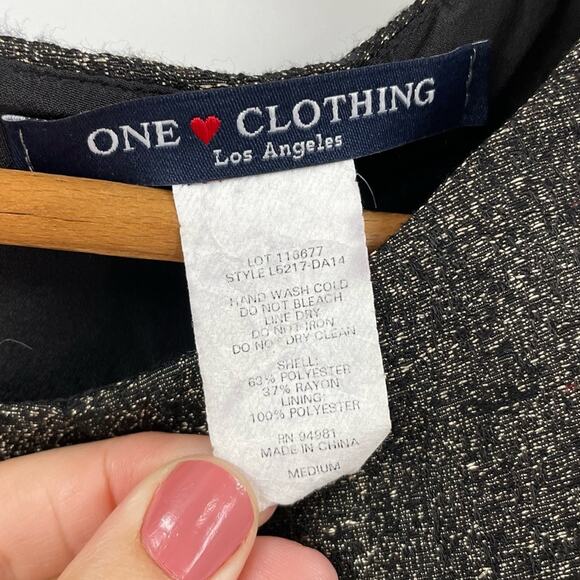 ONE ♥ CLOTHING
Los Angeles
LOT 116677
STYLE L5217-DA14
HAND WASH COLD
DO NOT BLEACH
LINE DRY
DO NOT IRON
DO NOT DRY CLEAN
SHELL:
63% POLYESTER
37% RAYON
LINING:
100% POLYESTER
RN 94981
MADE IN CHINA
MEDIUM